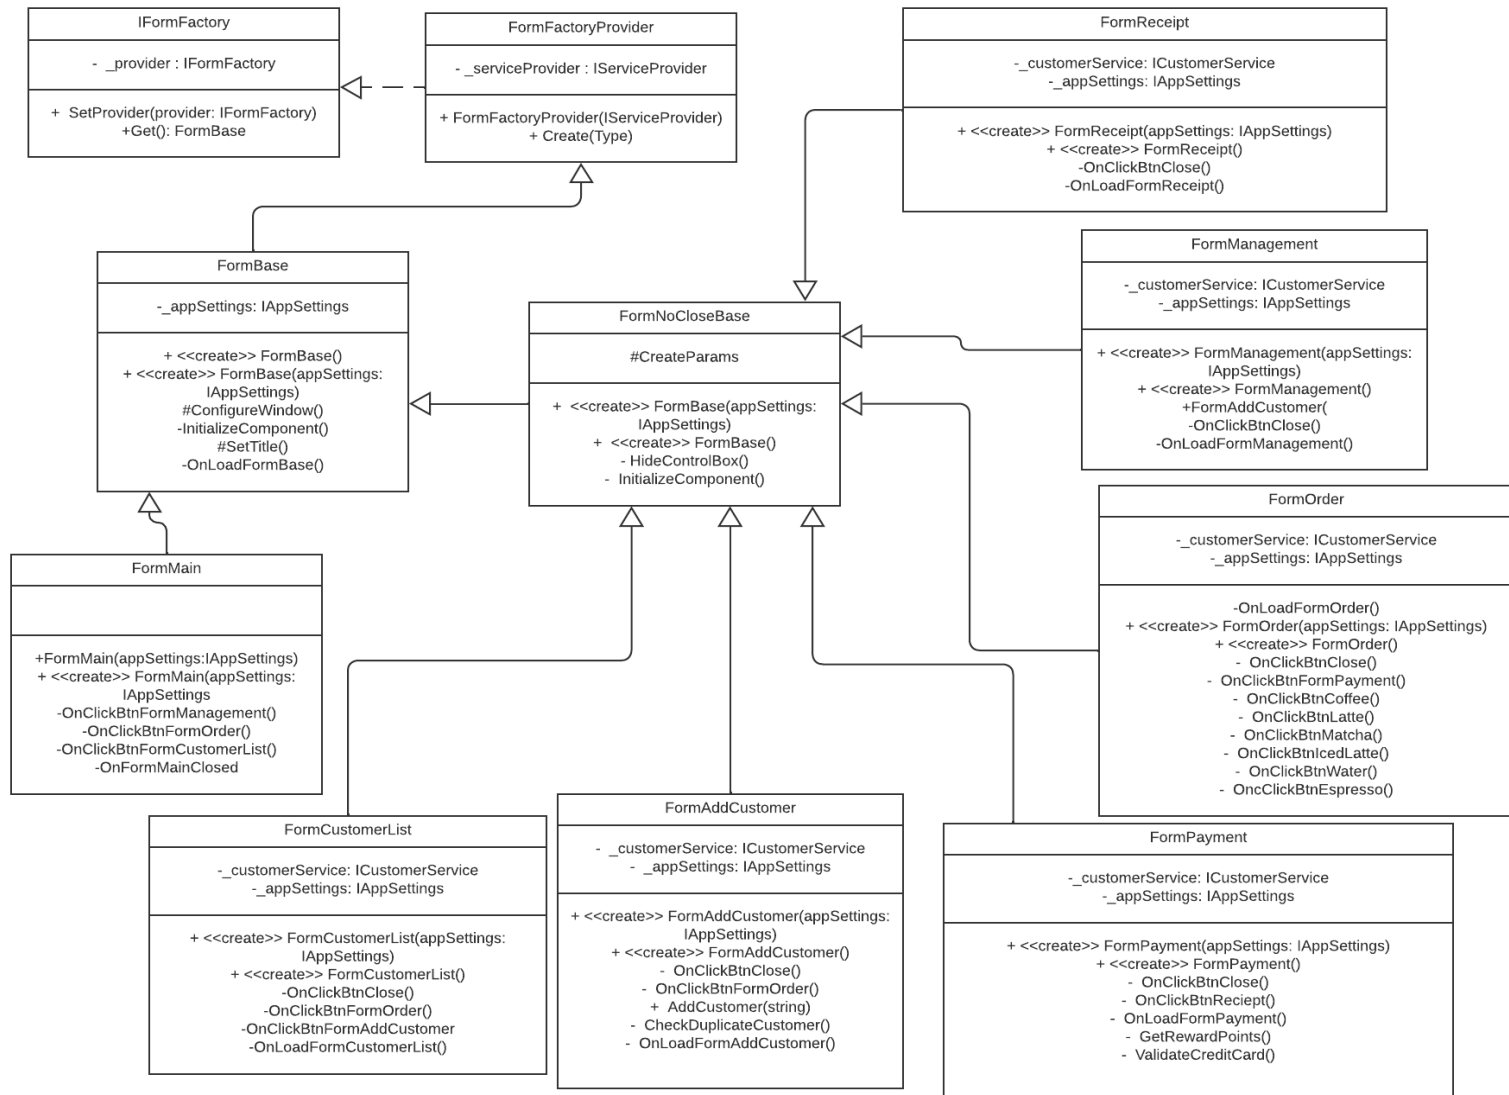 IFormFactory
- _provider : IFormFactory
+ SetProvider(provider: IFormFactory)
+Get(): FormBase
FormFactoryProvider
- _serviceProvider : IServiceProvider
+ FormFactoryProvider(IServiceProvider)
+ Create(Type)
FormReceipt
-_customerService: ICustomerService
-_appSettings: IAppSettings
+ <<create>> FormReceipt(appSettings: IAppSettings)
+ <<create>> FormReceipt()
-OnClickBtnClose()
-OnLoadFormReceipt()
FormBase
-_appSettings: IAppSettings
+ <<create>> FormBase()
+ <<create>> FormBase(appSettings:
IAppSettings)
#ConfigureWindow()
-InitializeComponent()
#SetTitle()
-OnLoadFormBase()
FormNoCloseBase
#CreateParams
+ <<create>> FormBase(appSettings:
IAppSettings)
+ <<create>> FormBase()
- HideControlBox()
- InitializeComponent()
FormManagement
-_customerService: ICustomerService
-_appSettings: IAppSettings
+ <<create>> FormManagement(appSettings:
IAppSettings)
+ <<create>> FormManagement()
+FormAddCustomer(
-OnClickBtnClose()
-OnLoadFormManagement()
FormOrder
-_customerService: ICustomerService
-_appSettings: IAppSettings
-OnLoadFormOrder()
+ <<create>> FormOrder(appSettings: IAppSettings)
+ <<create>> FormOrder()
- OnClickBtnClose()
- OnClickBtnFormPayment()
- OnClickBtnCoffee()
- OnClickBtnLatte()
- OnClickBtnMatcha()
- OnClickBtnIcedLatte()
- OnClickBtnWater()
- OncClickBtnEspresso()
FormMain
+FormMain(appSettings:IAppSettings)
+ <<create>> FormMain(appSettings:
IAppSettings
-OnClickBtnFormManagement()
-OnClickBtnFormOrder()
-OnClickBtnFormCustomerList()
-OnFormMainClosed
FormCustomerList
-_customerService: ICustomerService
-_appSettings: IAppSettings
+ <<create>> FormCustomerList(appSettings:
IAppSettings)
+ <<create>> FormCustomerList()
-OnClickBtnClose()
-OnClickBtnFormOrder()
-OnClickBtnFormAddCustomer
-OnLoadFormCustomerList()
FormAddCustomer
- _customerService: ICustomerService
- _appSettings: IAppSettings
+ <<create>> FormAddCustomer(appSettings:
IAppSettings)
+ <<create>> FormAddCustomer()
- OnClickBtnClose()
- OnClickBtnFormOrder()
+ AddCustomer(string)
- CheckDuplicateCustomer()
- OnLoadFormAddCustomer()
FormPayment
-_customerService: ICustomerService
-_appSettings: IAppSettings
+ <<create>> FormPayment(appSettings: IAppSettings)
+ <<create>> FormPayment()
- OnClickBtnClose()
- OnClickBtnReciept()
- OnLoadFormPayment()
- GetRewardPoints()
- ValidateCreditCard()